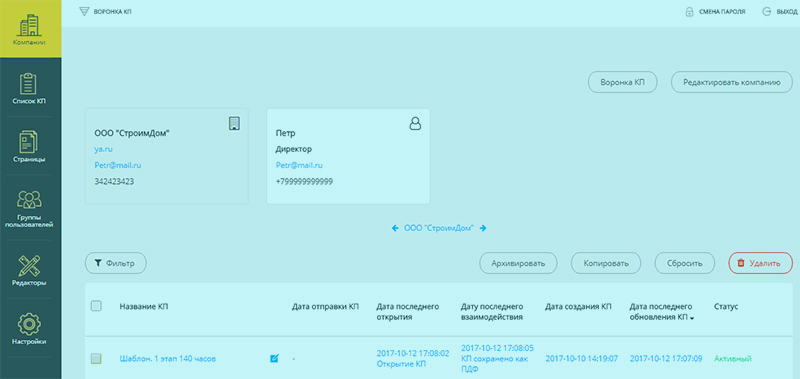 ВОРОНКА КП
СМЕНА ПАРОЛЯ
ВЫХОД
Компании
Список КП
Страницы
Группы
пользователей
Редакторы
Настройки
Воронка КП
Редактировать компанию
ООО "СтроимДом"
ya.ru
Petr@mail.ru
342423423
Петр
Директор
Petr@mail.ru
+799999999999
ООО "СтроимДом"
Фильтр
Архивировать
Копировать
Сбросить
Удалить
Название КП
Дата отправки КП
Дата последнего
открытия
Дату последнего
взаимодействия
Дата создания КП
Дата последнего
обновления КП
Статус
Шаблон. 1 этап 140 часов
-
2017-10-12 17:08:02
Открытие КП
2017-10-12 17:08:05
КП сохранено как
ПДФ
2017-10-10 14:19:07
2017-10-12 17:07:09
Активный